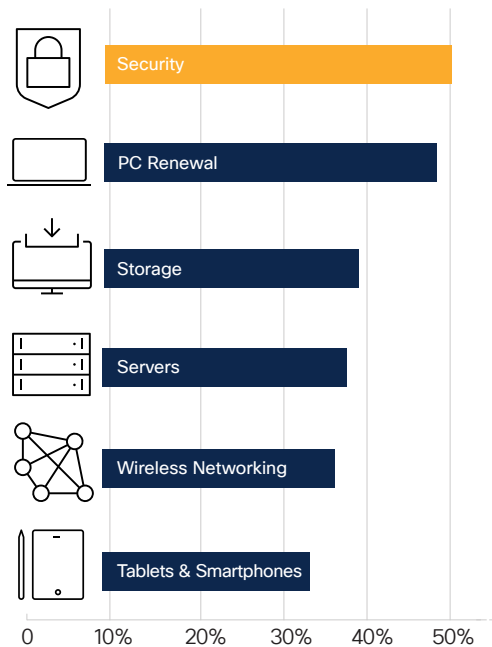 Security
PC Renewal
Storage
Servers
Wireless Networking
Tablets & Smartphones
0 10% 20% 30% 40% 50%